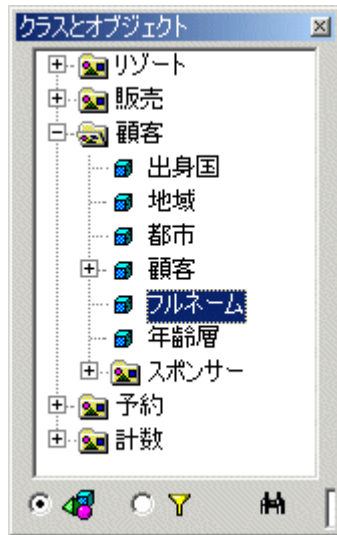 クラスとオブジェクト
リゾート
販売
顧客
出身国
地域
都市
顧客
フルネーム
年齢層
スポンサー
予約
計数